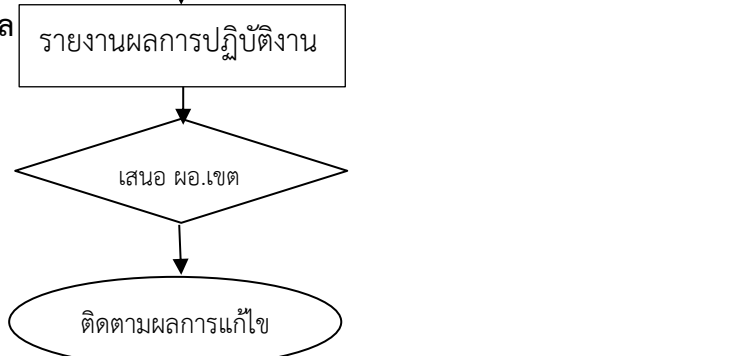 ล
รายงานผลการปฏิบัติงาน
เสนอ ผอ.เขต
ติดตามผลการแก้ไข